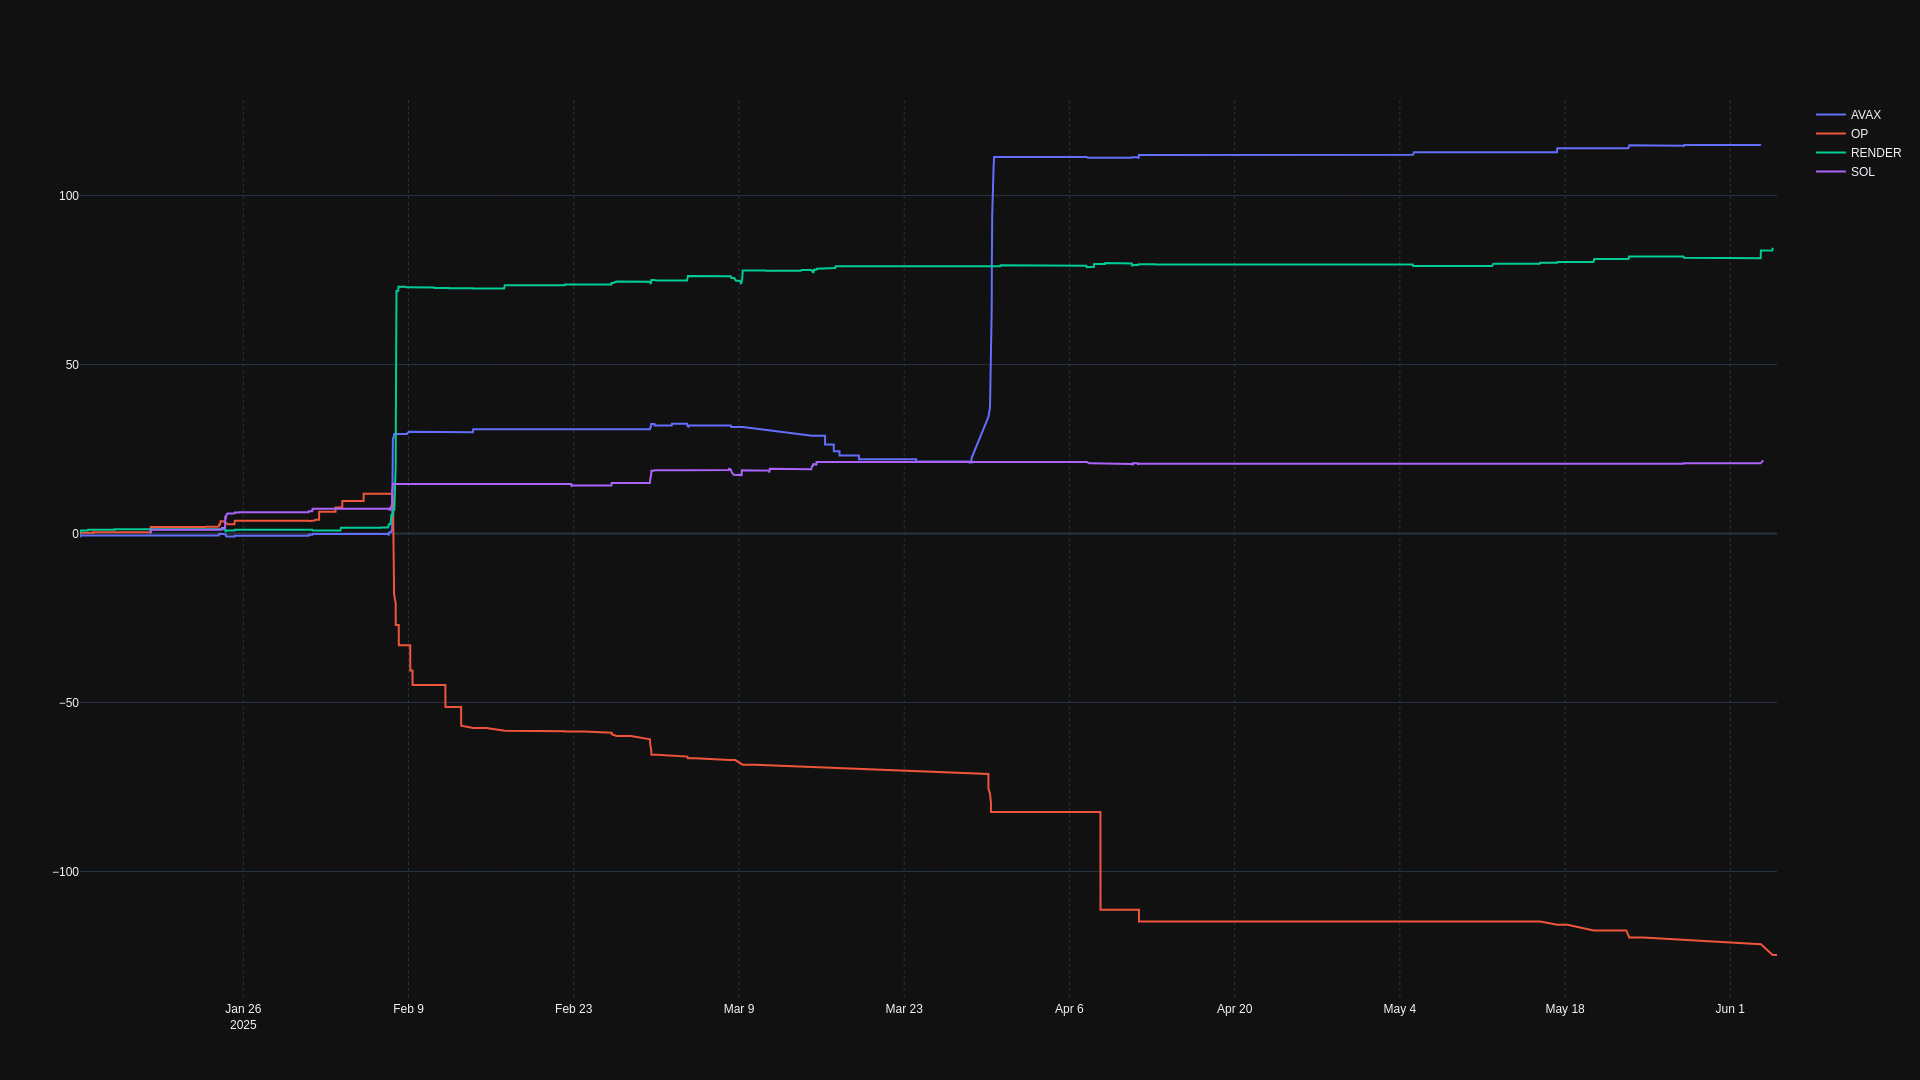 AVAX
OP
RENDER
SOL
100
50
0
−50
−100
Jan 26
2025
Feb 9
Feb 23
Mar 9
Mar 23
Apr 6
Apr 20
May 4
May 18
Jun 1